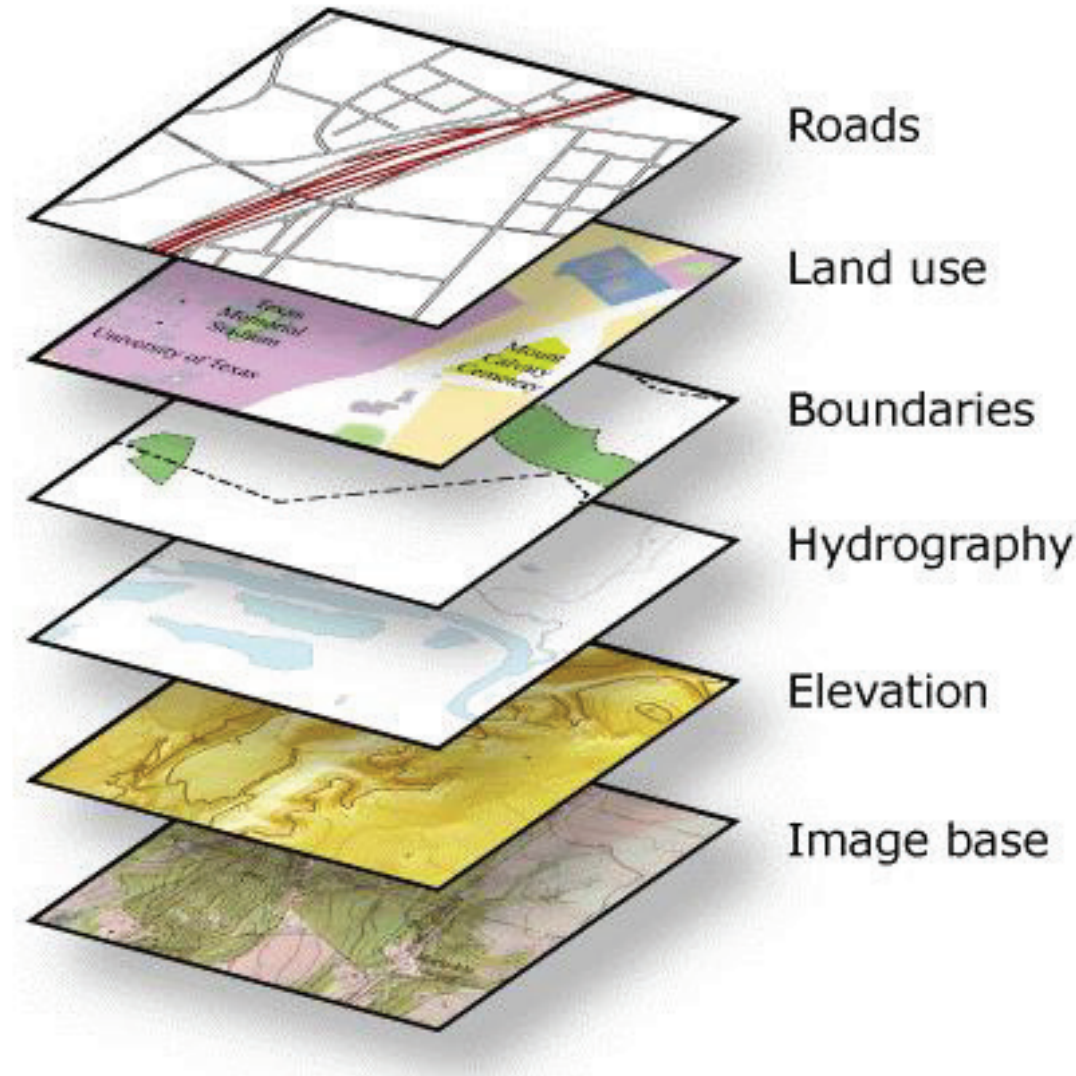 Roads
Land use
Texas
Memorial
Stadium
University of Texas
Mount
Calvary
Cemetery
Boundaries
Hydrography
Elevation
Image base